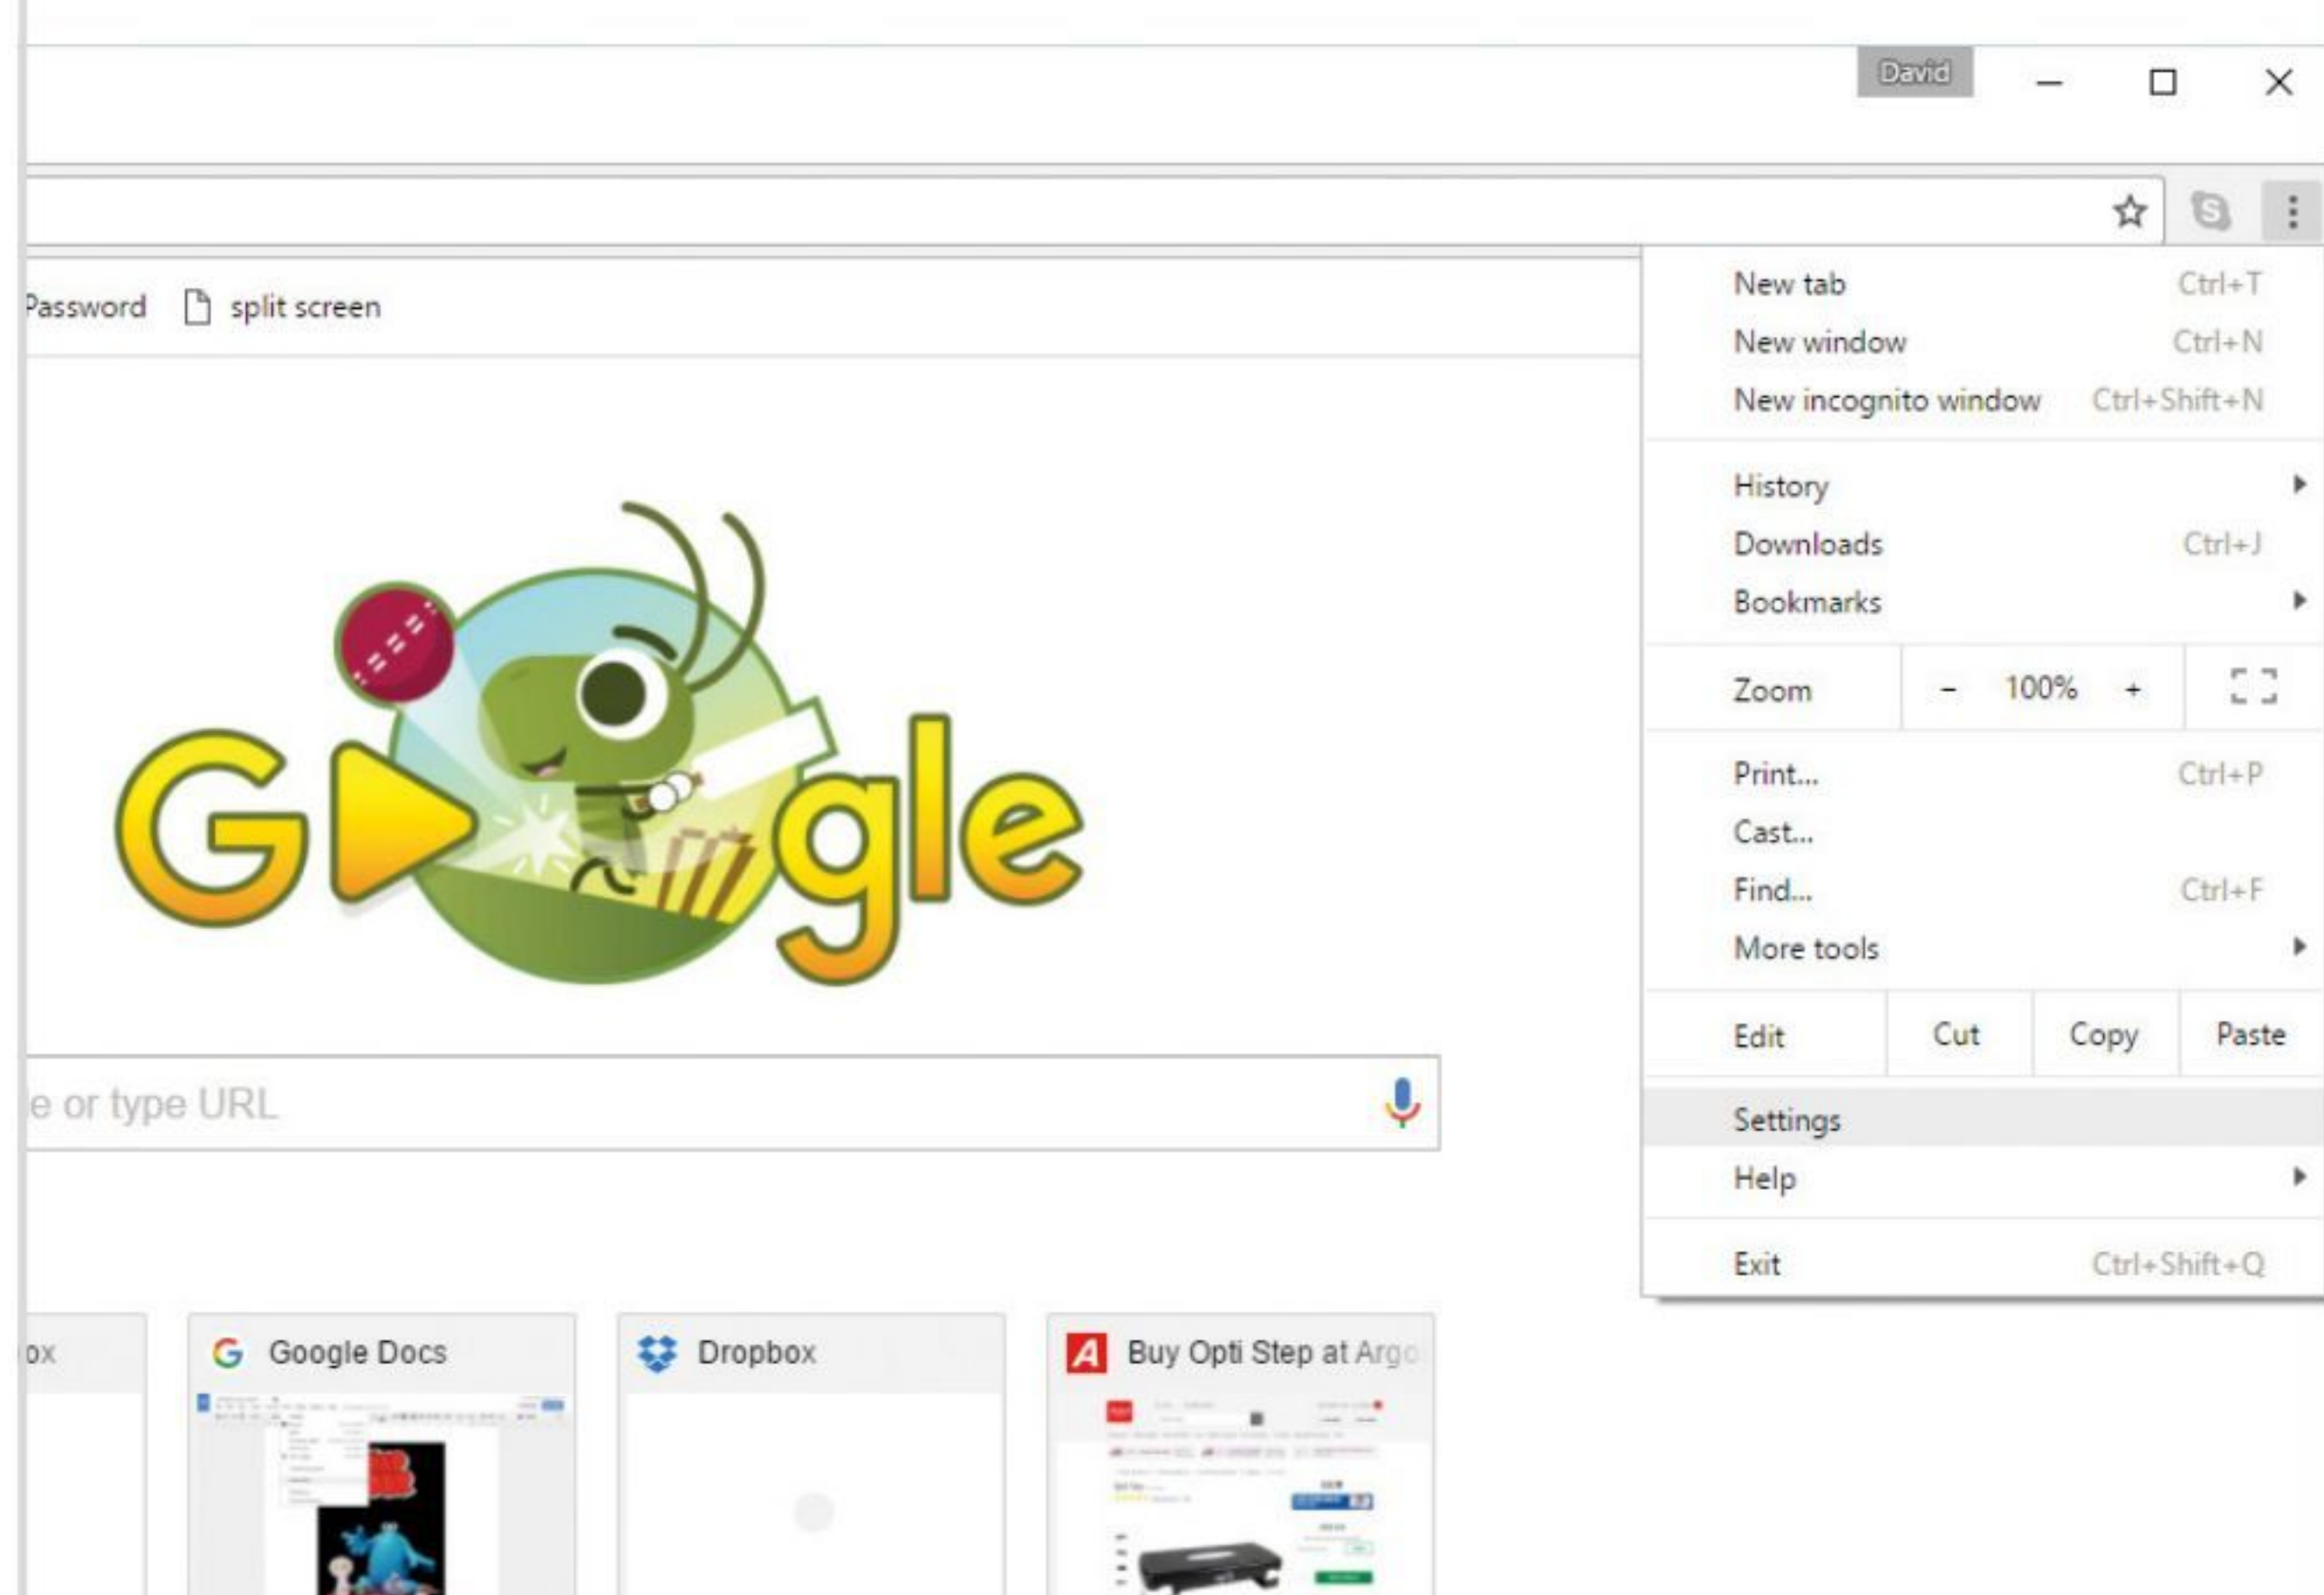 David
Password split screen
New tab Ctrl+T
New window Ctrl+N
New incognito window Ctrl+Shift+N
History
Downloads Ctrl+J
Bookmarks
Zoom - 100% +
Print... Ctrl+P
Cast...
Find... Ctrl+F
More tools
Edit Cut Copy Paste
Settings
Help
Exit Ctrl+Shift+Q
Google
e or type URL
ox Google Docs Dropbox Buy Opti Step at Argo